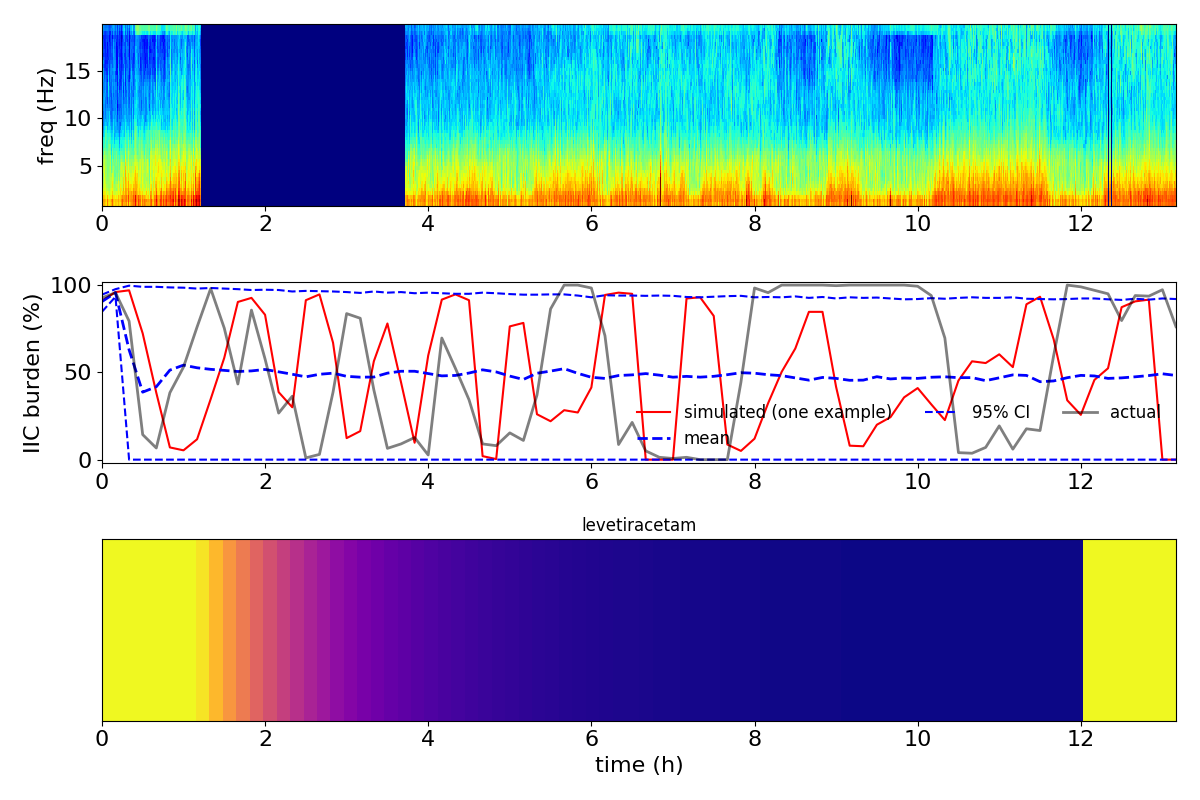 freq (Hz)
15
10
5
0 2 4 6 8 10 12
IIC burden (%)
100
50
0
simulated (one example) 95% CI actual
mean
0 2 4 6 8 10 12
levetiracetam
0 2 4 6 8 10 12
time (h)